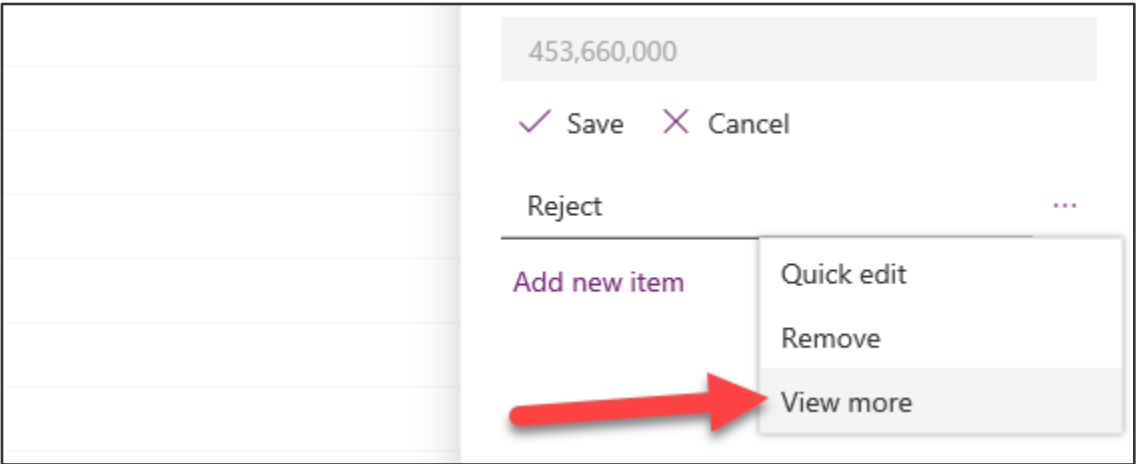 453,660,000
Save Cancel
Reject ...
Add new item
Quick edit
Remove
View more